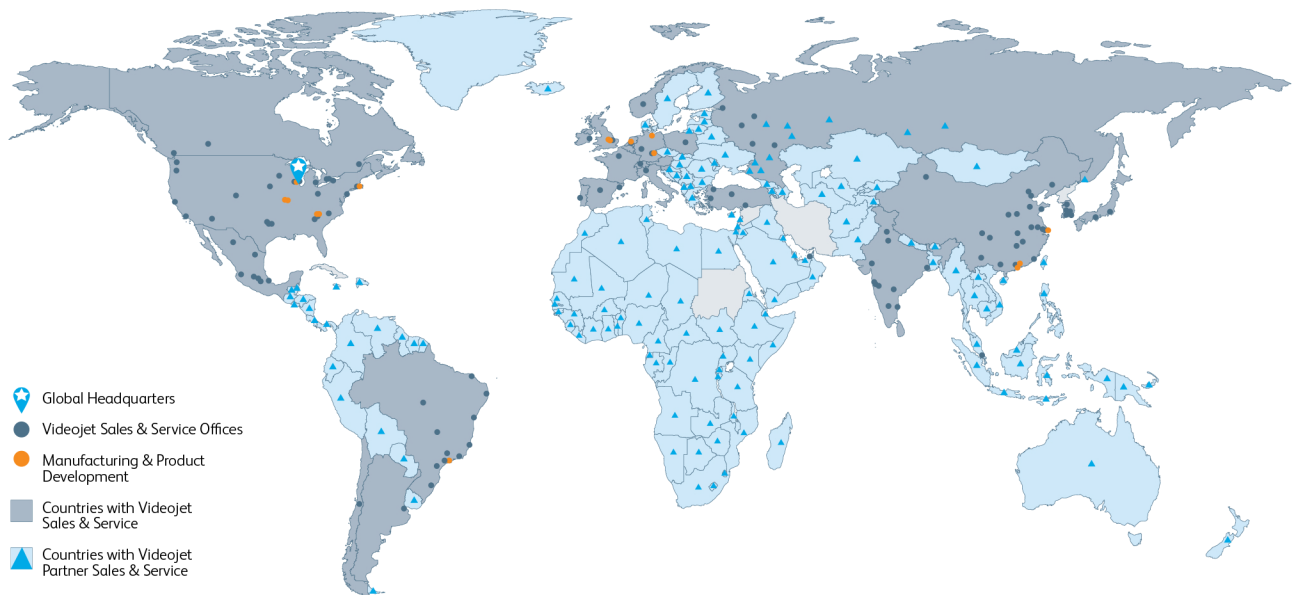 Global Headquarters
Videojet Sales & Service Offices
Manufacturing & Product
Development
Countries with Videojet
Sales & Service
Countries with Videojet
Partner Sales & Service